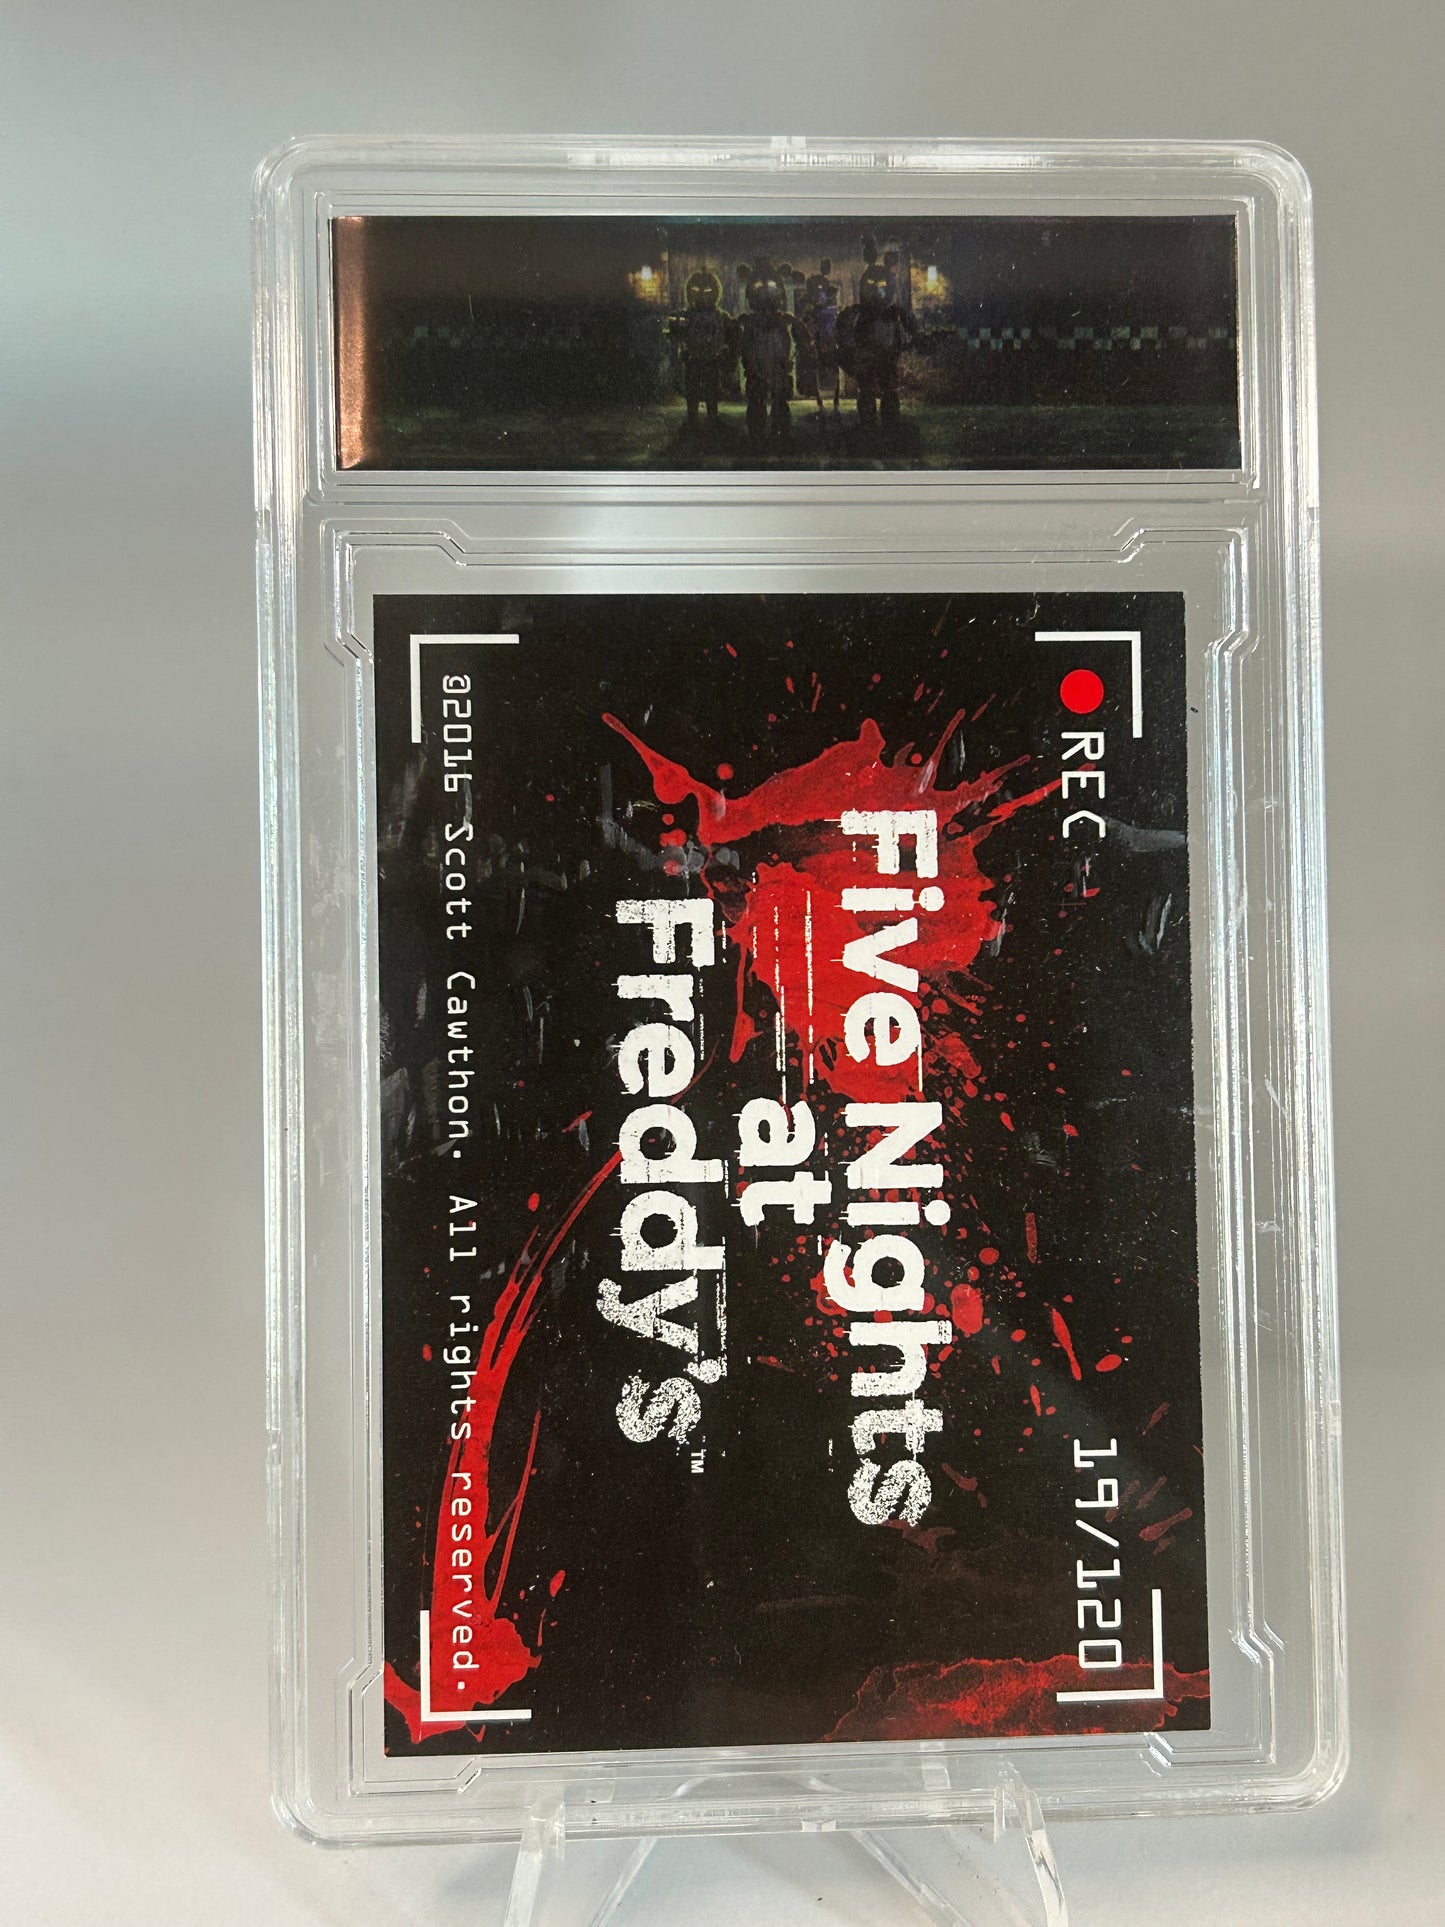 REC
19/120
Five Nights
at
Freddy's™
©2016 Scott Cawthon. All rights reserved.